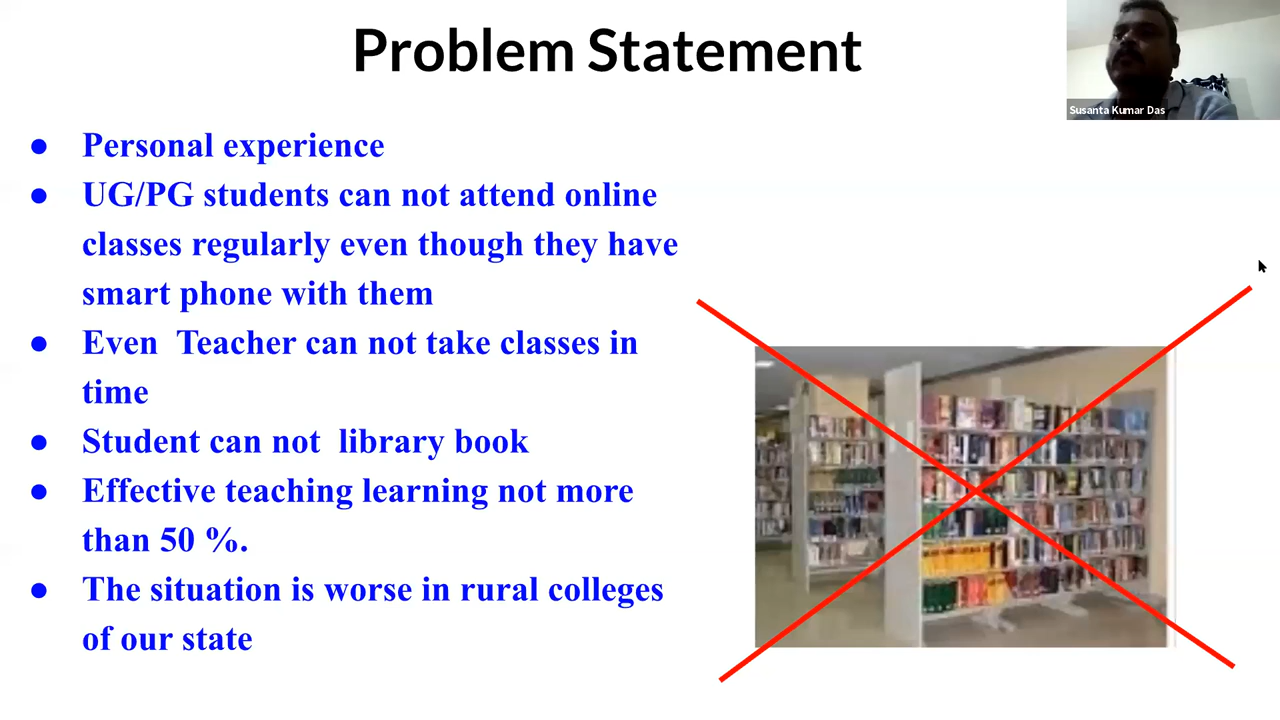 Problem Statement
Susanta Kumar Das
● Personal experience
● UG/PG students can not attend online
classes regularly even though they have
smart phone with them
● Even Teacher can not take classes in
time
● Student can not library book
● Effective teaching learning not more
than 50 %.
● The situation is worse in rural colleges
of our state